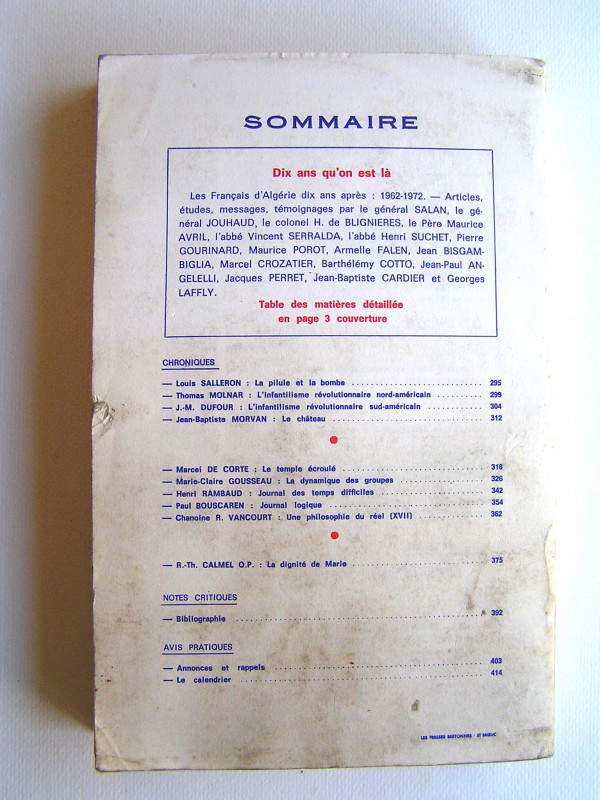 SOMMAIRE
Dix ans qu'on est là
Les Français d'Algérie dix ans après : 1962-1972. — Articles,
études, messages, témoignages par le général SALAN, le gé-
néral JOUHAUD, le colonel H. de BLIGNIERES, le Père Maurice
AVRIL, l'abbé Vincent SERRALDA, l'abbé Henri SUCHET, Pierre
GOURINARD, Maurice POROT, Armelle FALEN, Jean BISGAM-
BIGLIA, Marcel CROZATIER, Barthélémy COTTO, Jean-Paul AN-
GELELLI, Jacques PERRET, Jean-Baptiste CARDIER et Georges
LAFFLY.
Table des matières détaillée
en page 3 couverture
CHRONIQUES
— Louis SALLERON : La pilule et la bombe 295
— Thomas MOLNAR : L'infantilisme révolutionnaire nord-américain 299
— J.-M. DUFOUR : L'infantilisme révolutionnaire sud-américain 304
— Jean-Baptiste MORVAN : Le château 312
— Marcel DE CORTE : Le temple écroulé 318
— Marie-Claire GOUSSEAU : La dynamique des groupes 326
— Henri RAMBAUD : Journal des temps difficiles 342
— Paul BOUSCAREN : Journal logique 354
— Chanoine R. VANCOURT : Une philosophie du réel (XVII) 362
— R.-Th. CALMEL O.P. : La dignité de Marie 375
NOTES CRITIQUES
— Bibliographie 392
AVIS PRATIQUES
— Annonces et rappels 403
— Le calendrier 414
LES PRESSES BRETONNES - ST BRIEUC